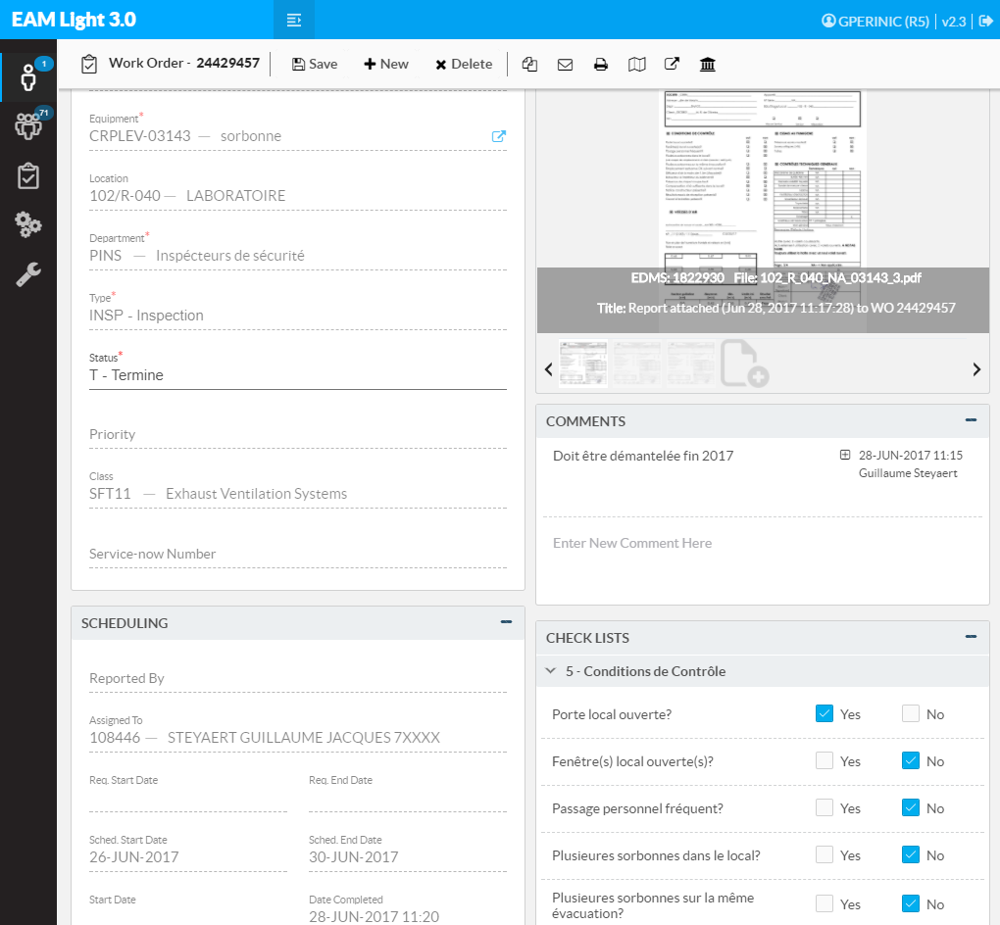 EAM Light 3.0
GPERINIC (R5)
v2.3
1
71
Work Order - 24429457
Save
New
Delete
Equipment*
CRPLEV-03143 — sorbonne
Location
102/R-040 — LABORATOIRE
Department*
PINS — Inspécteurs de sécurité
Type*
INSP - Inspection
Status*
T - Termine
Priority
Class
SFT11 — Exhaust Ventilation Systems
Service-now Number
SCHEDULING
Reported By
Assigned To
108446 — STEYAERT GUILLAUME JACQUES 7XXXX
Req. Start Date Req. End Date
Sched. Start Date Sched. End Date
26-JUN-2017 30-JUN-2017
Start Date Date Completed
28-JUN-2017 11:20
EDMS: 1822930 File: 102_R_040_NA_03143_3.pdf
Title: Report attached (Jun 28, 2017 11:17:28) to WO 24429457
COMMENTS
Doit être démantelée fin 2017
28-JUN-2017 11:15
Guillaume Steyaert
Enter New Comment Here
CHECK LISTS
5 - Conditions de Contrôle
Porte local ouverte? Yes No
Fenêtre(s) local ouverte(s)? Yes No
Passage personnel fréquent? Yes No
Plusieures sorbonnes dans le local? Yes No
Plusieures sorbonnes sur la même
évacuation? Yes No